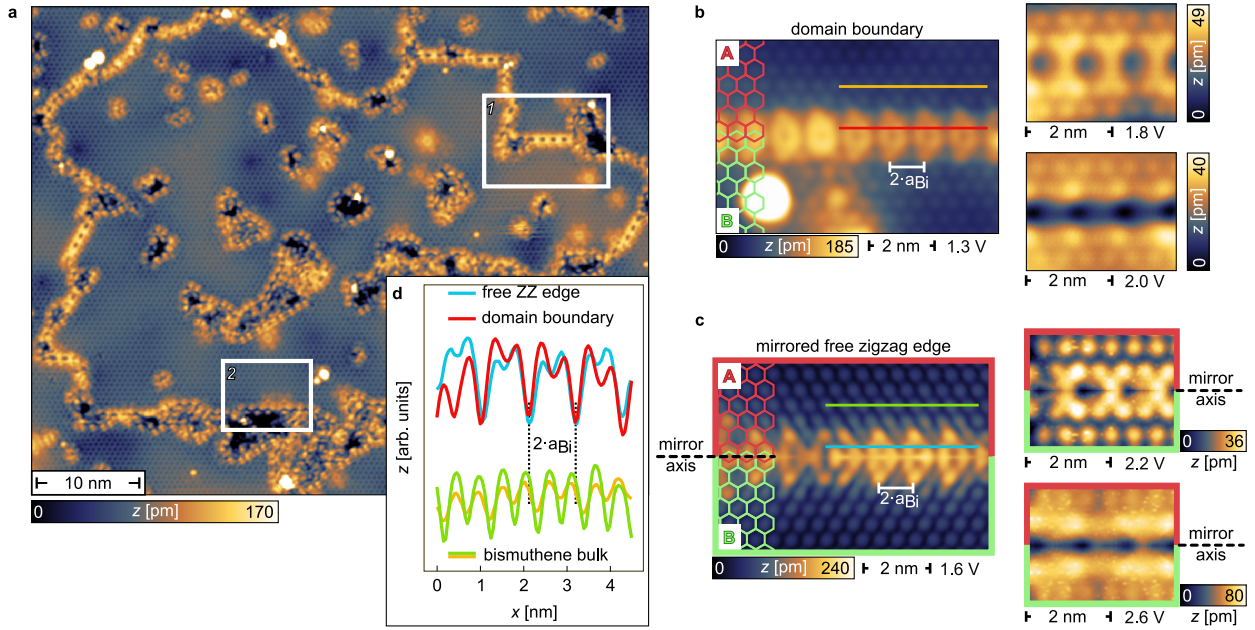 a
1
2
10 nm
0 z [pm] 170
d
free ZZ edge
domain boundary
z [arb. units]
2·aBi
bismuthene bulk
0 1 2 3 4
x [nm]
b
domain boundary
A
B
2·aBi
0 z [pm] 185 2 nm 1.3 V
0 z [pm] 49
2 nm 1.8 V
0 z [pm] 40
2 nm 2.0 V
c
mirrored free zigzag edge
A
B
mirror
axis
2·aBi
0 z [pm] 240 2 nm 1.6 V
mirror
axis
0 36
2 nm 2.2 V z [pm]
mirror
axis
0 80
2 nm 2.6 V z [pm]